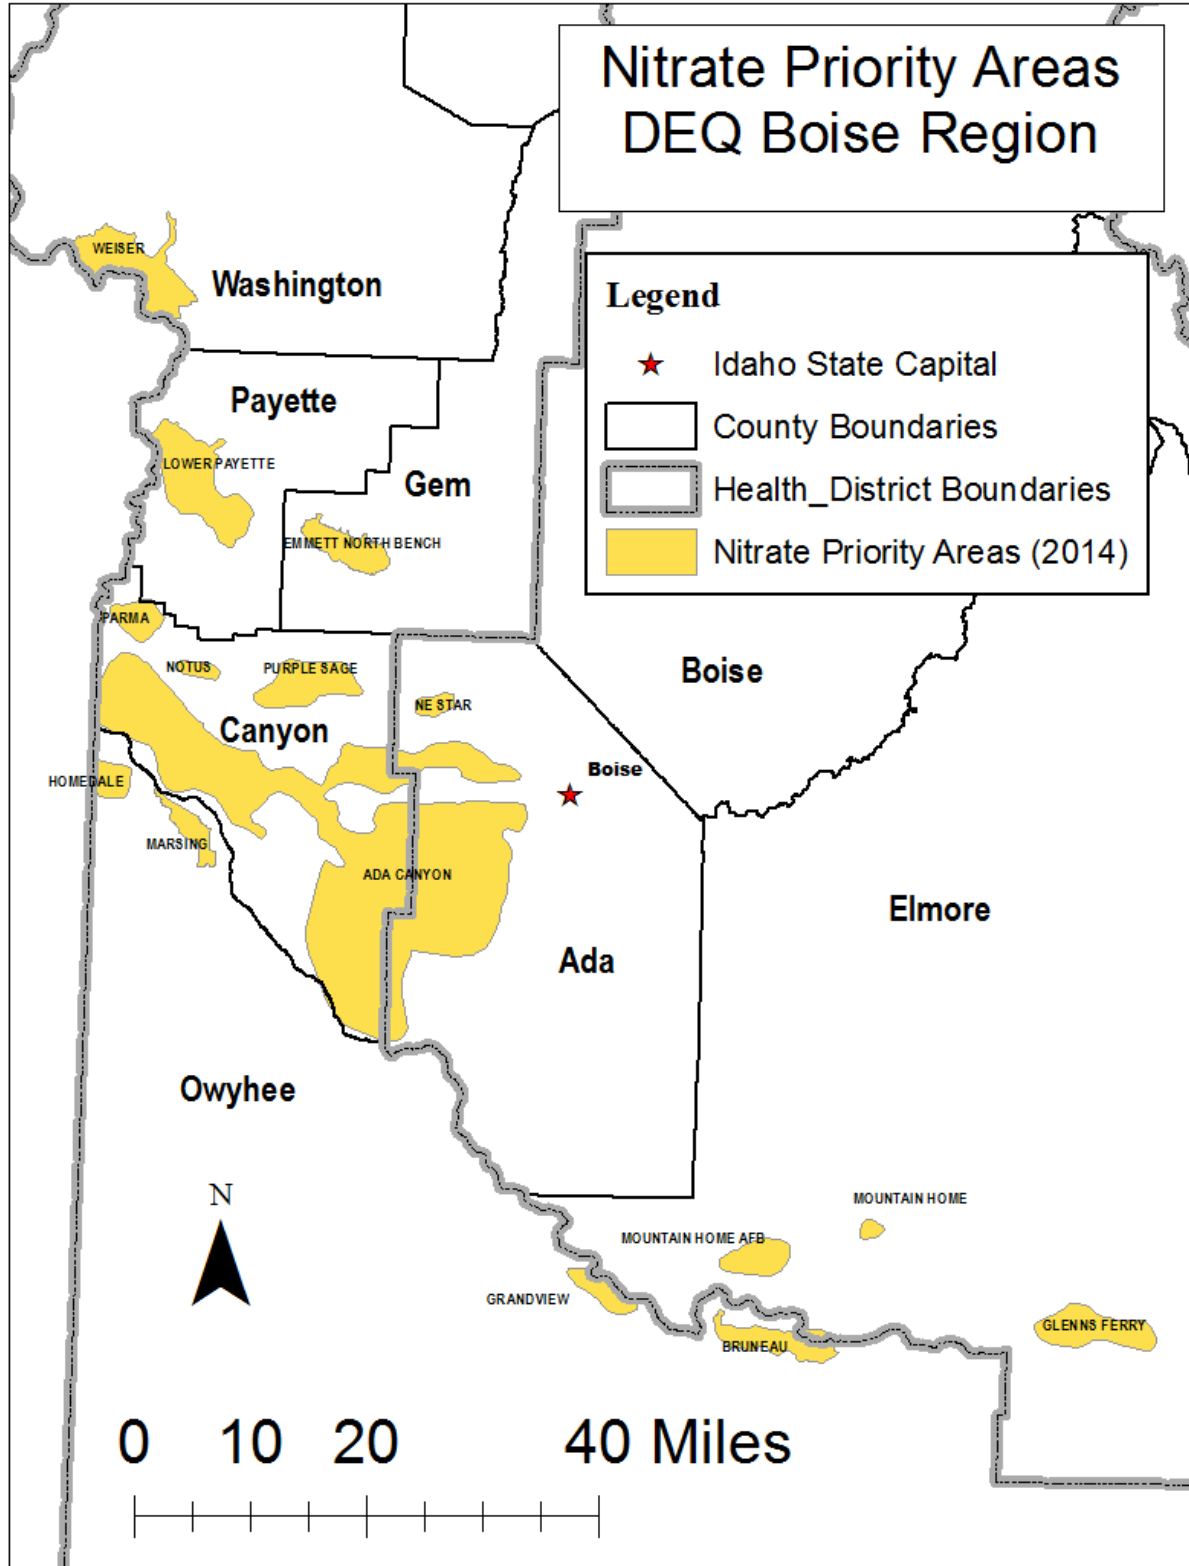 Nitrate Priority Areas
DEQ Boise Region
Legend
Idaho State Capital
County Boundaries
Health_District Boundaries
Nitrate Priority Areas (2014)
WEISER
Washington
Payette
LOWER PAYETTE
Gem
EMMETT NORTH BENCH
PARMA
NOTUS
PURPLE SAGE
Boise
NE STAR
Canyon
Boise
HOMEDALE
MARSING
ADA CANYON
Elmore
Ada
Owyhee
N
MOUNTAIN HOME
MOUNTAIN HOME AFB
GRANDVIEW
GLENNS FERRY
BRUNEAU
0 10 20 40 Miles